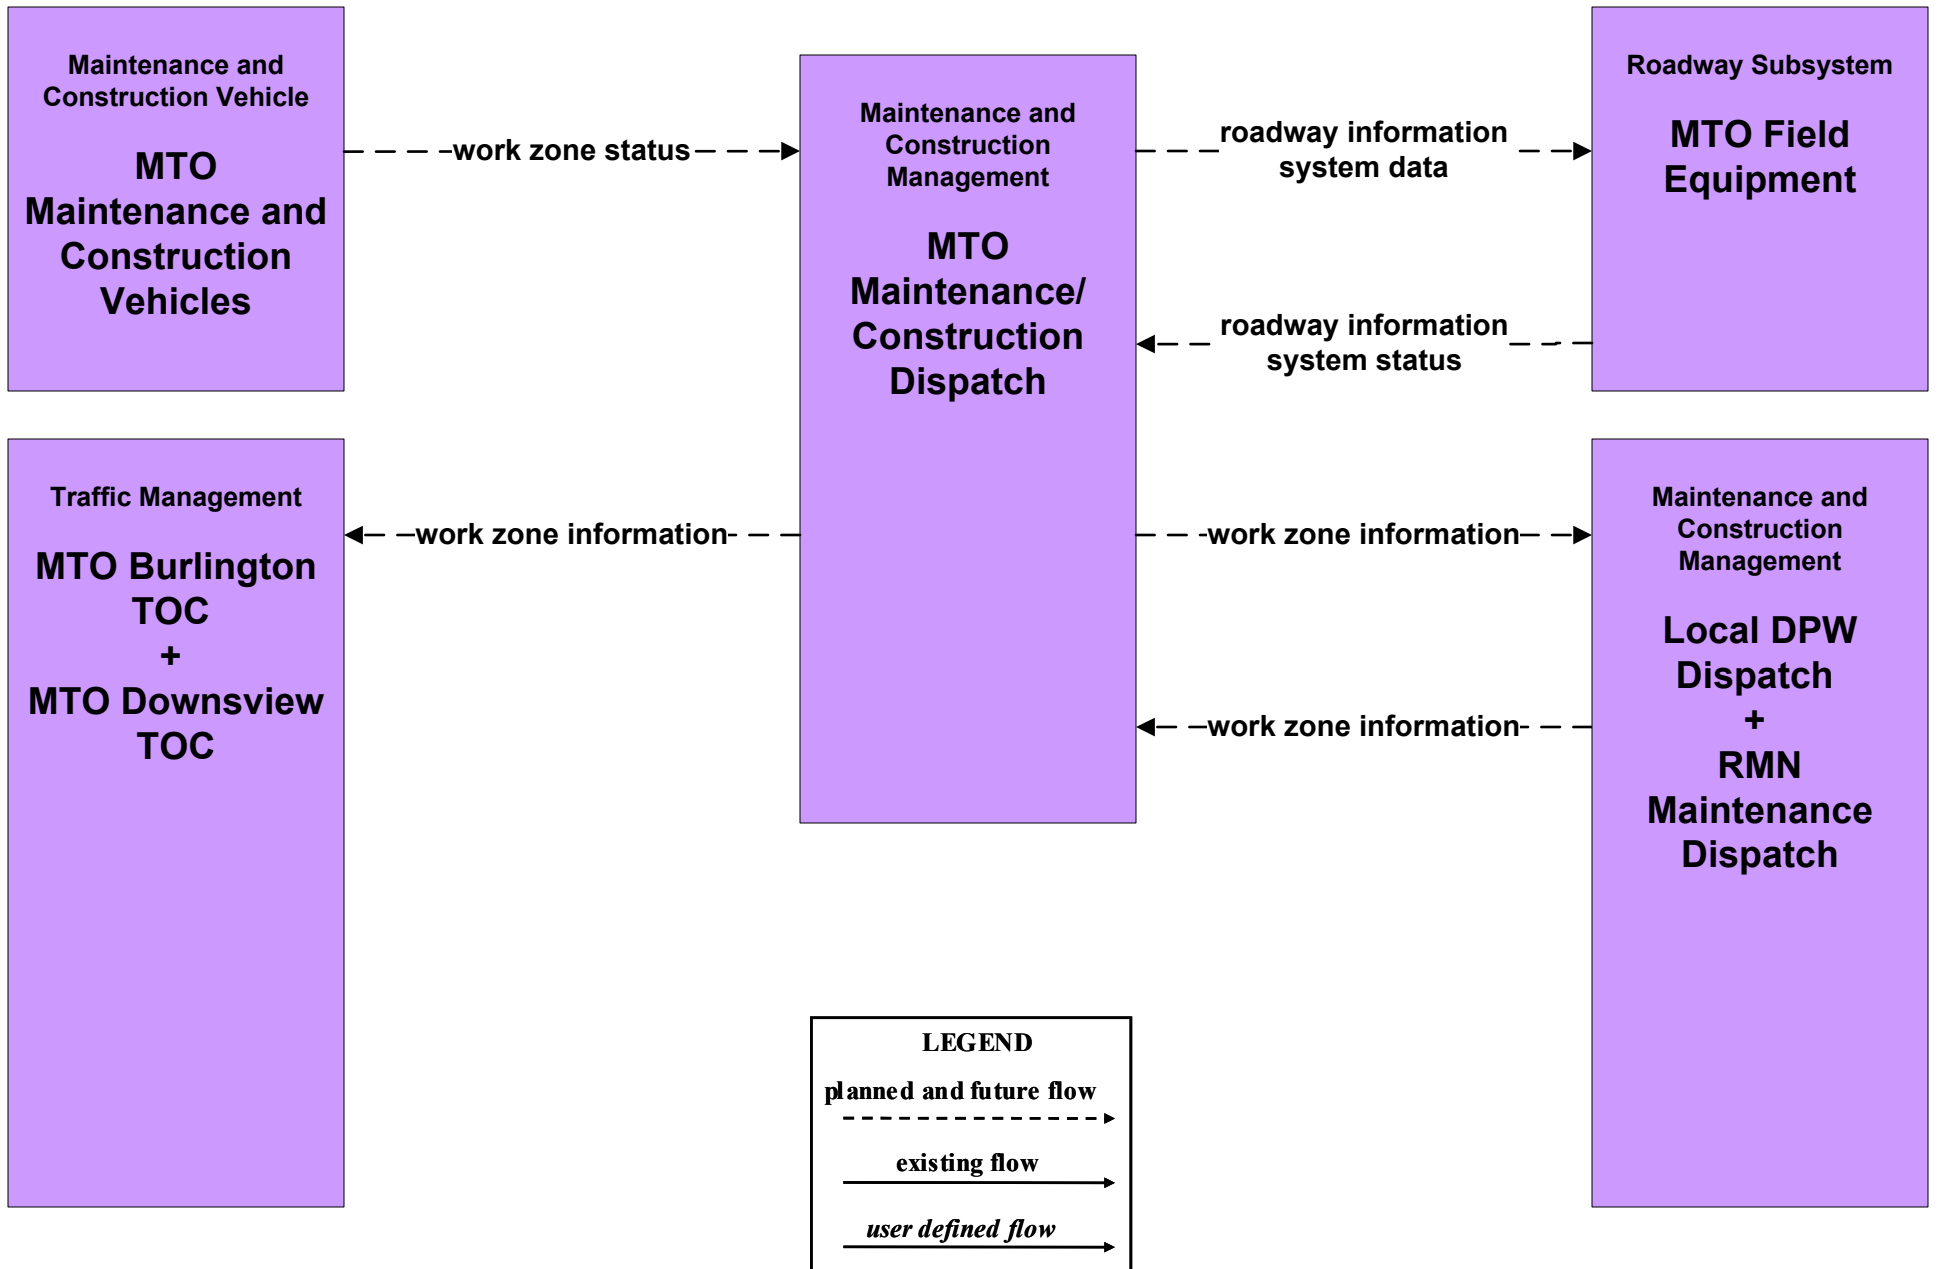 Maintenance and
Construction Vehicle
MTO
Maintenance and
Construction
Vehicles
work zone status
Maintenance and
Construction
Management
MTO
Maintenance/
Construction
Dispatch
roadway information
system data
roadway information
system status
Roadway Subsystem
MTO Field
Equipment
Traffic Management
MTO Burlington
TOC
+
MTO Downsview
TOC
work zone information
work zone information
work zone information
Maintenance and
Construction
Management
Local DPW
Dispatch
+
RMN
Maintenance
Dispatch
LEGEND
planned and future flow
existing flow
user defined flow